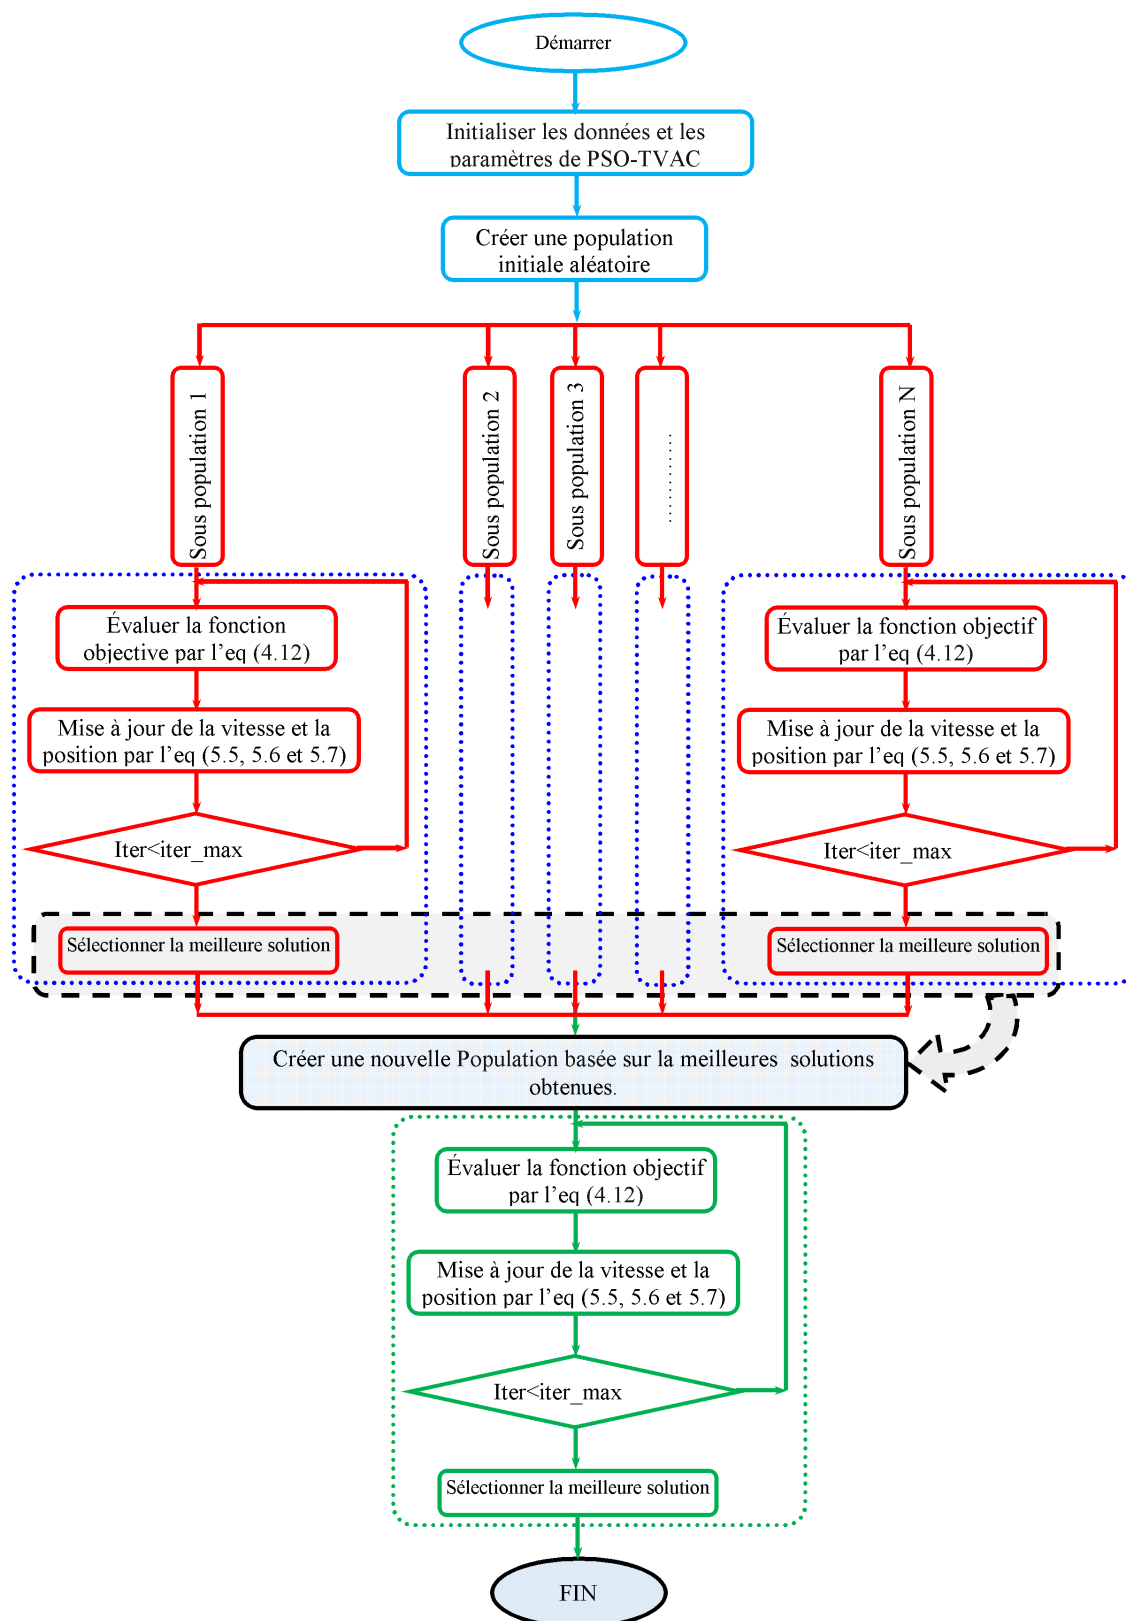 Démarrer
Initialiser les données et les
paramètres de PSO-TVAC
Créer une population
initiale aléatoire
Sous population 1
Sous population 2
Sous population 3
............
Sous population N
Évaluer la fonction
objective par l'eq (4.12)
Mise à jour de la vitesse et la
position par l'eq (5.5, 5.6 et 5.7)
Iter<iter_max
Sélectionner la meilleure solution
Évaluer la fonction objectif
par l'eq (4.12)
Mise à jour de la vitesse et la
position par l'eq (5.5, 5.6 et 5.7)
Iter<iter_max
Sélectionner la meilleure solution
Créer une nouvelle Population basée sur la meilleures solutions
obtenues.
Évaluer la fonction objectif
par l'eq (4.12)
Mise à jour de la vitesse et la
position par l'eq (5.5, 5.6 et 5.7)
Iter<iter_max
Sélectionner la meilleure solution
FIN